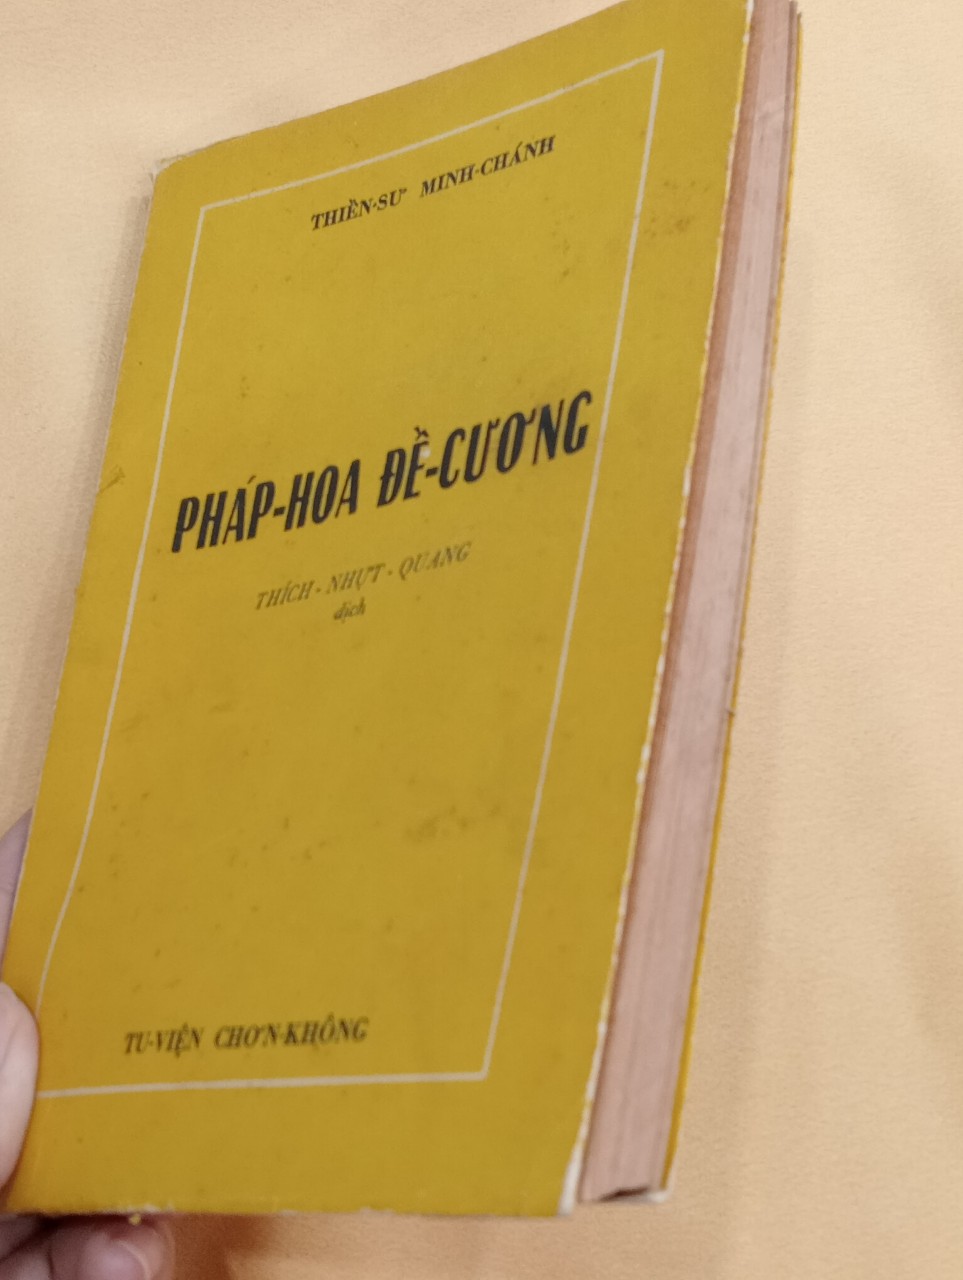 THIỀN-SƯ MINH-CHÁNH
PHÁP-HOA ĐỀ-CƯƠNG
THÍCH - NHỰT - QUANG
dịch
TU-VIỆN CHƠN-KHÔNG